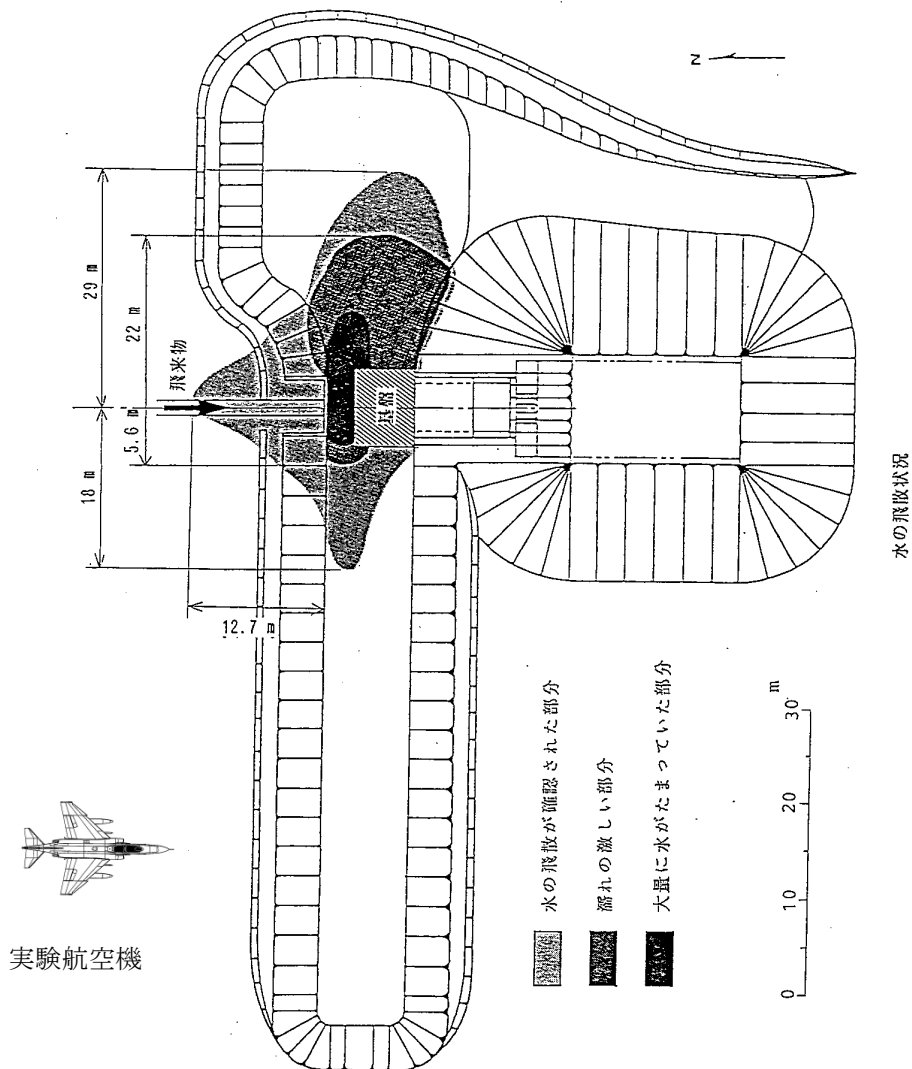 N
29 m
22 m
飛来物
5.6 m
18 m
基盤
12.7 m
実験航空機
水の飛散が確認された部分
濡れの激しい部分
大量に水がたまっていた部分
0 10 20 30 m
水の飛散状況